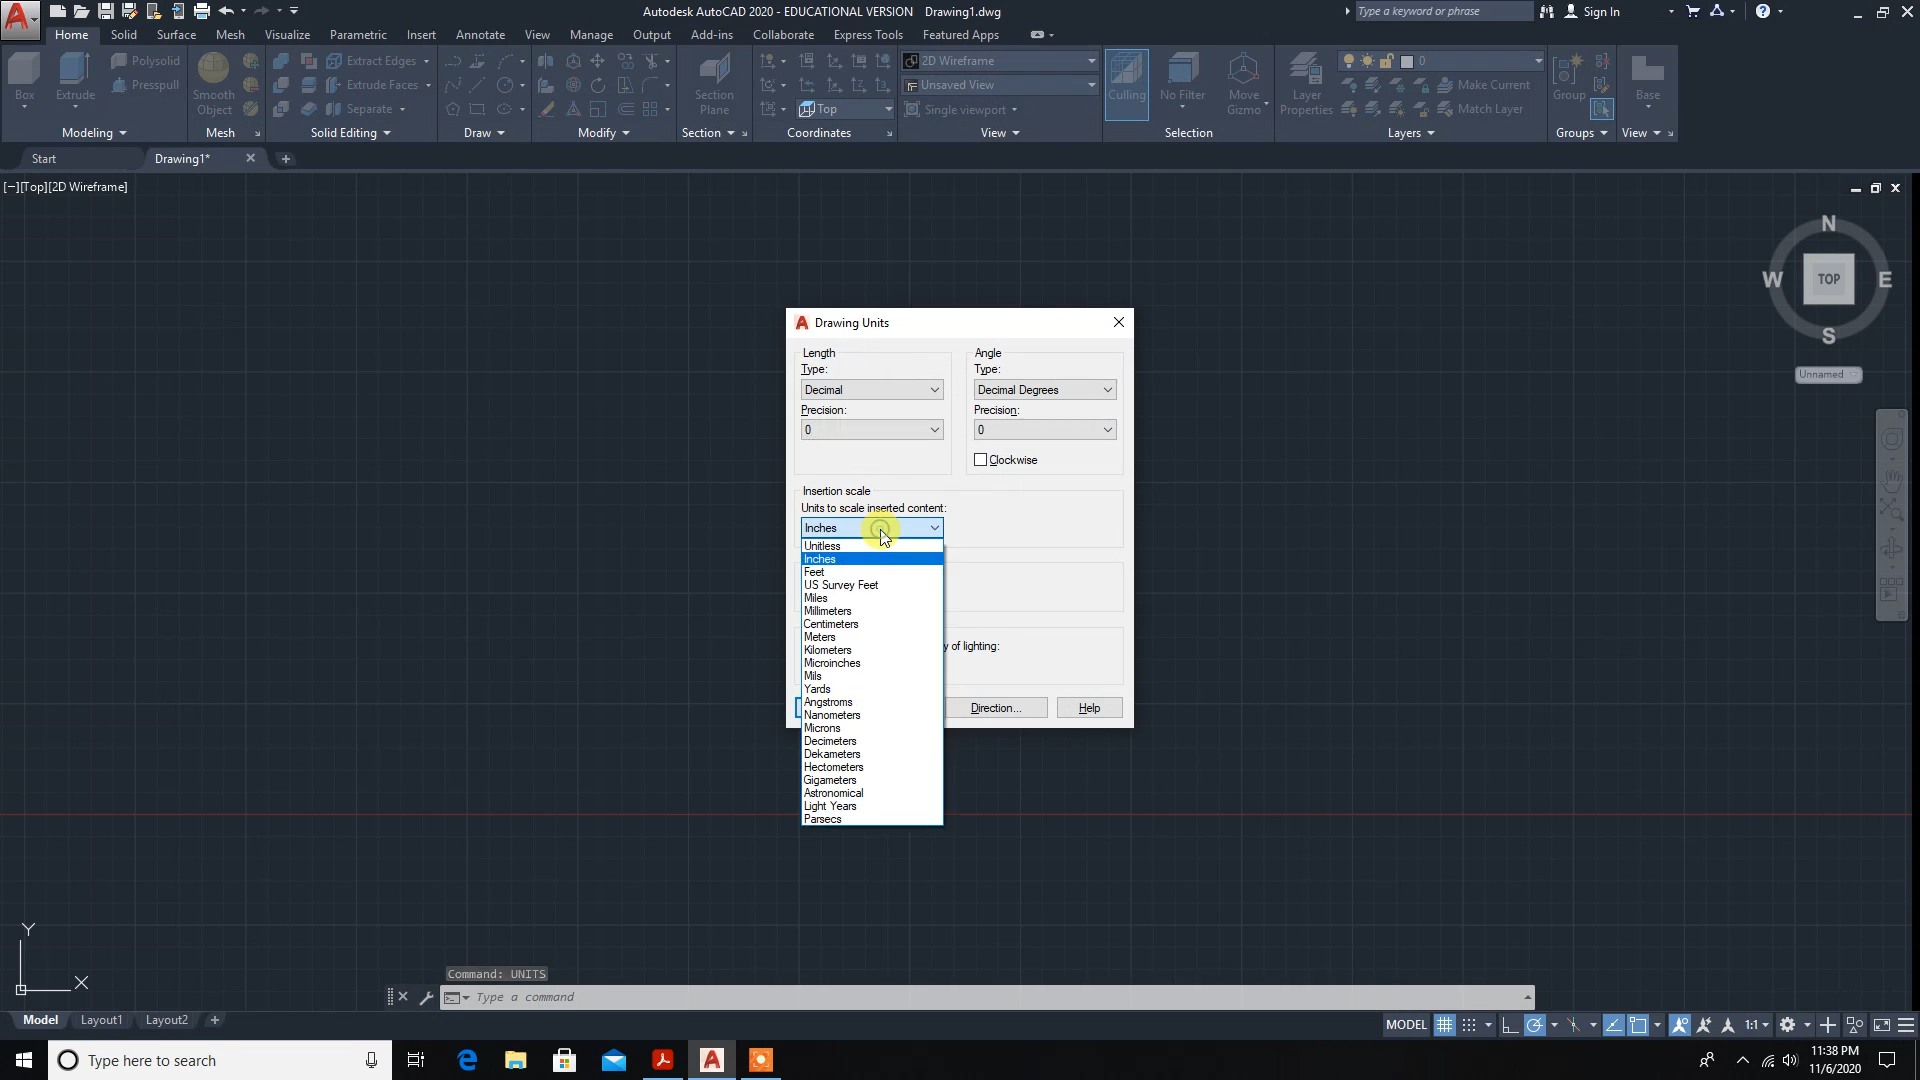 Autodesk AutoCAD 2020 - EDUCATIONAL VERSION Drawing1.dwg
Type a keyword or phrase
Sign In
Home Solid Surface Mesh Visualize Parametric Insert Annotate View Manage Output Add-ins Collaborate Express Tools Featured Apps
Box
Extrude
Polysolid
Presspull
Modeling
Smooth
Object
Mesh
Extract Edges
Extrude Faces
Separate
Solid Editing
Draw
Modify
Section
Plane
Section
Top
Coordinates
2D Wireframe
Unsaved View
Single viewport
View
Culling
No Filter
Move
Gizmo
Selection
Layer
Properties
0
Make Current
Match Layer
Layers
Group
Groups
Base
View
Start
Drawing1*
[−][Top][2D Wireframe]
N
W
TOP
E
S
Unnamed
Drawing Units
Length
Type:
Decimal
Precision:
0
Angle
Type:
Decimal Degrees
Precision:
0
Clockwise
Insertion scale
Units to scale inserted content:
Inches
Unitless
Inches
Feet
US Survey Feet
Miles
Millimeters
Centimeters
Meters
Kilometers
Microinches
Mils
Yards
Angstroms
Nanometers
Microns
Decimeters
Dekameters
Hectometers
Gigameters
Astronomical
Light Years
Parsecs
y of lighting:
Direction...
Help
Y
X
Command: UNITS
Type a command
Model Layout1 Layout2
MODEL
1:1
Type here to search
11:38 PM
11/6/2020